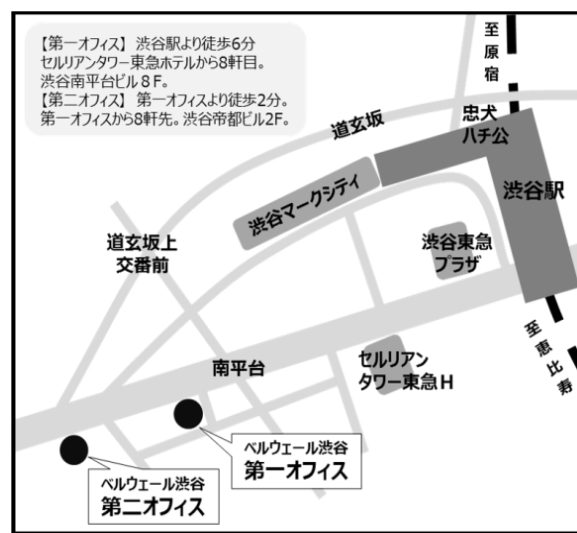 【第一オフィス】 渋谷駅より徒歩6分
セルリアンタワー東急ホテルから8軒目。
渋谷南平台ビル８F。
【第二オフィス】 第一オフィスより徒歩2分。
第一オフィスから8軒先。渋谷帝都ビル2F。
至原宿
道玄坂
忠犬
ハチ公
渋谷マークシティ
渋谷駅
道玄坂上
交番前
渋谷東急
プラザ
至恵比寿
南平台
セルリアン
タワー東急Ｈ
ベルウェール渋谷
第一オフィス
ベルウェール渋谷
第二オフィス